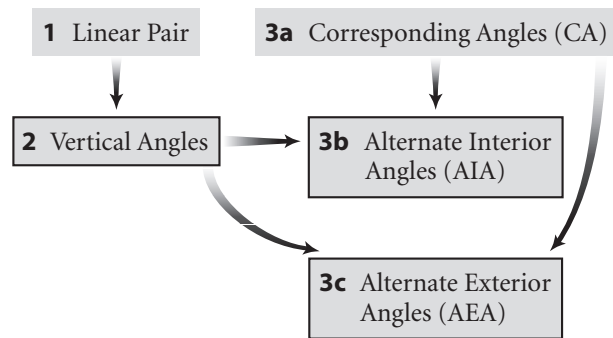 1 Linear Pair
3a Corresponding Angles (CA)
2 Vertical Angles
3b Alternate Interior
Angles (AIA)
3c Alternate Exterior
Angles (AEA)